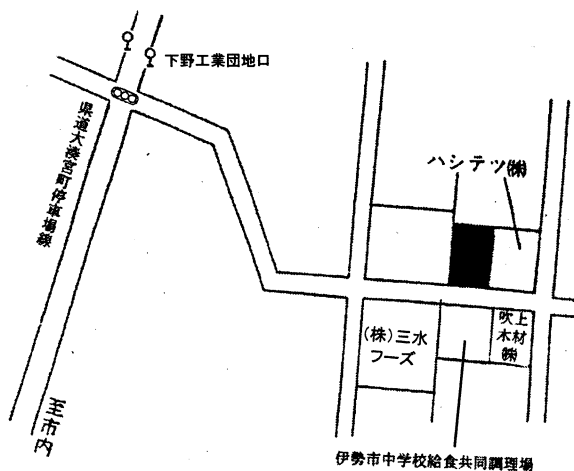 下野工業団地口
県道大湊宮町停車場線
ハシテツ㈱
(株)三水
フーズ
吹上
木材
㈱
至市内
伊勢市中学校給食共同調理場